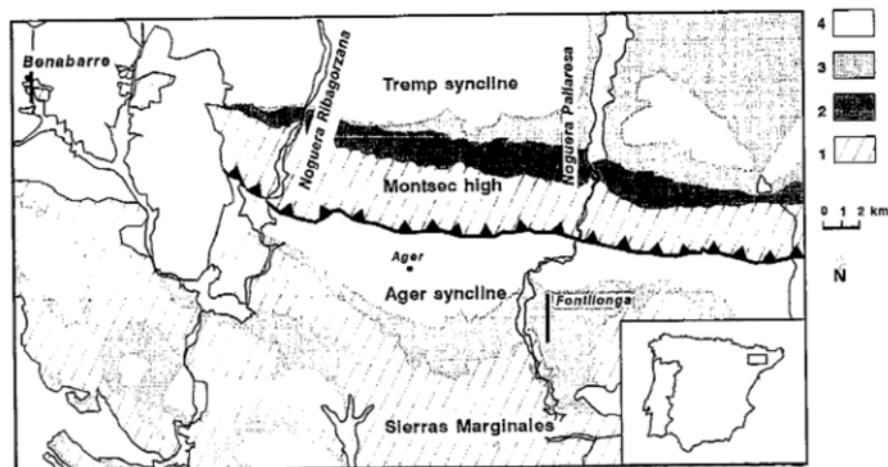 Benabarre
Noguera Ribagorzana
Tremp syncline
Noguera Pallaresa
Montsec high
Ager
Ager syncline
Fontllonga
Sierras Marginales
4
3
2
1
0 1 2 km
N